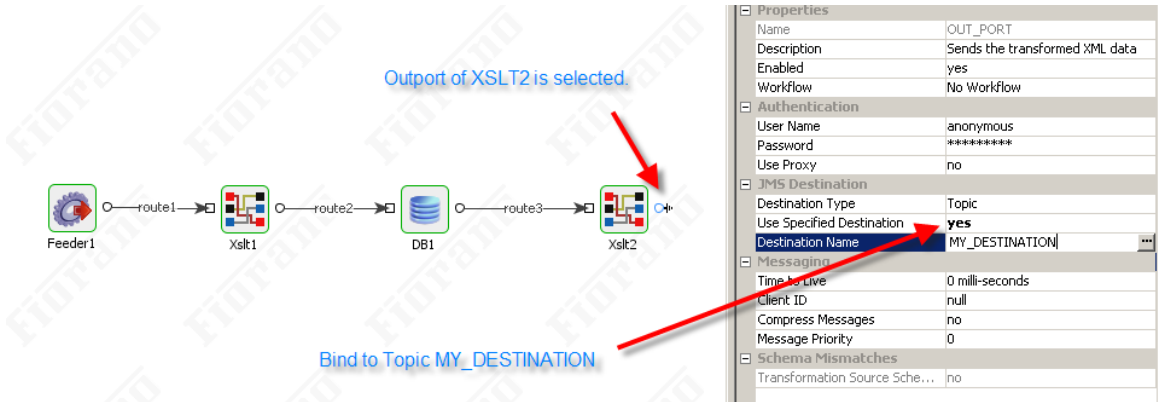 Outport of XSLT2 is selected.
Feeder1
route1
Xslt1
route2
DB1
route3
Xslt2
Bind to Topic MY_DESTINATION
Properties
Name OUT_PORT
Description Sends the transformed XML data
Enabled yes
Workflow No Workflow
Authentication
User Name anonymous
Password *********
Use Proxy no
JMS Destination
Destination Type Topic
Use Specified Destination yes
Destination Name MY_DESTINATION ...
Messaging
Time to Live 0 milli-seconds
Client ID null
Compress Messages no
Message Priority 0
Schema Mismatches
Transformation Source Sche... no
Fiorano